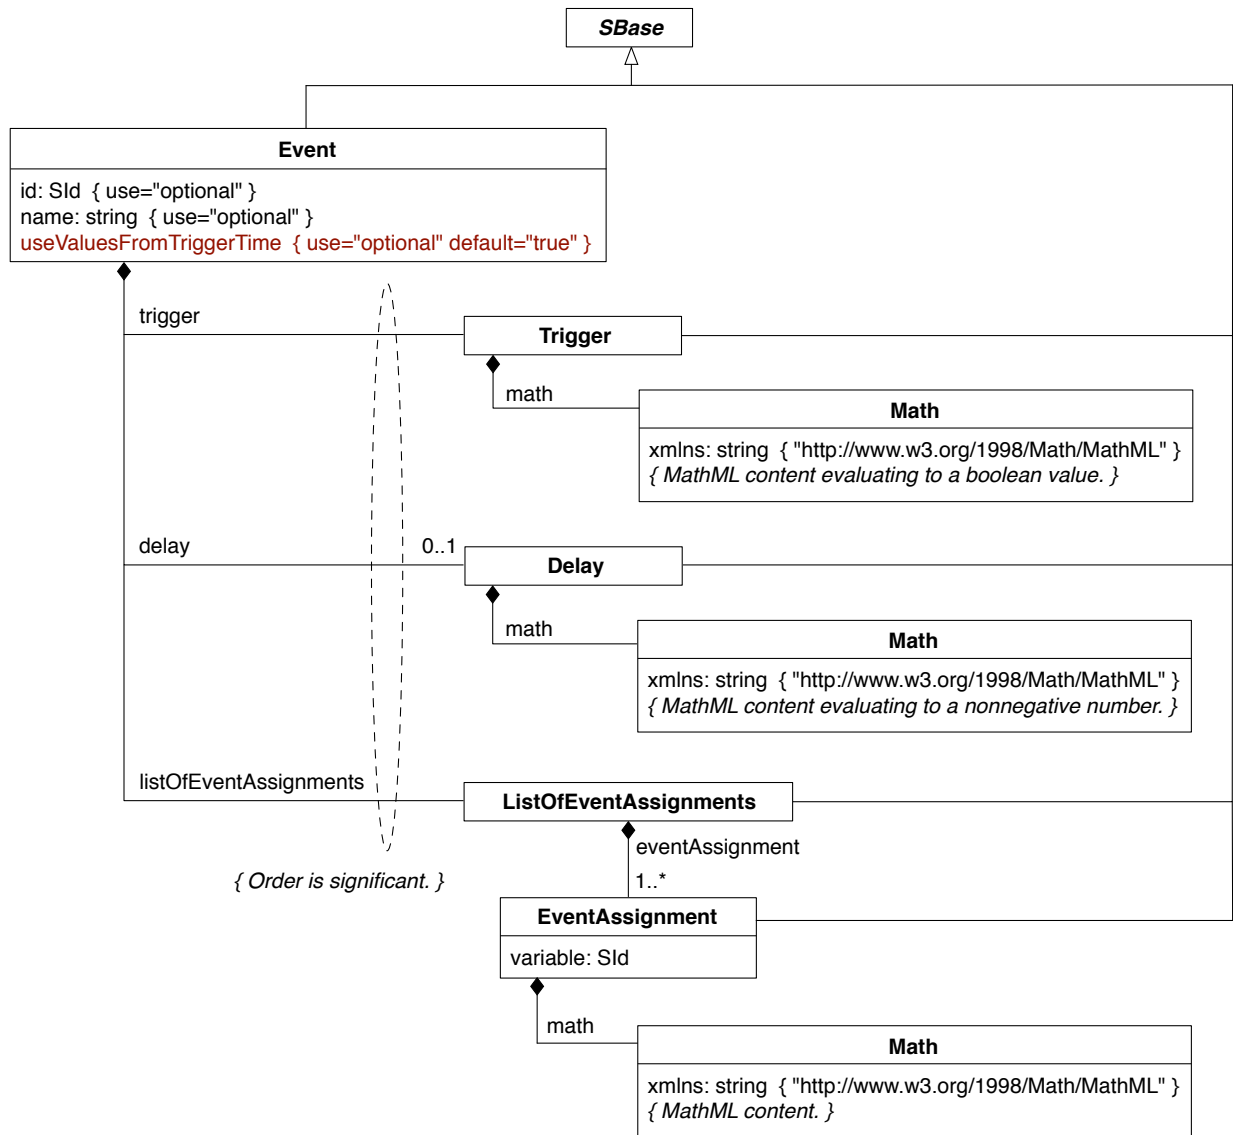 SBase
Event
id: SId { use="optional" }
name: string { use="optional" }
useValuesFromTriggerTime { use="optional" default="true" }
trigger
Trigger
math
Math
xmlns: string { "http://www.w3.org/1998/Math/MathML" }
{ MathML content evaluating to a boolean value. }
delay
0..1
Delay
math
Math
xmlns: string { "http://www.w3.org/1998/Math/MathML" }
{ MathML content evaluating to a nonnegative number. }
listOfEventAssignments
ListOfEventAssignments
eventAssignment
{ Order is significant. }
1..*
EventAssignment
variable: SId
math
Math
xmlns: string { "http://www.w3.org/1998/Math/MathML" }
{ MathML content. }